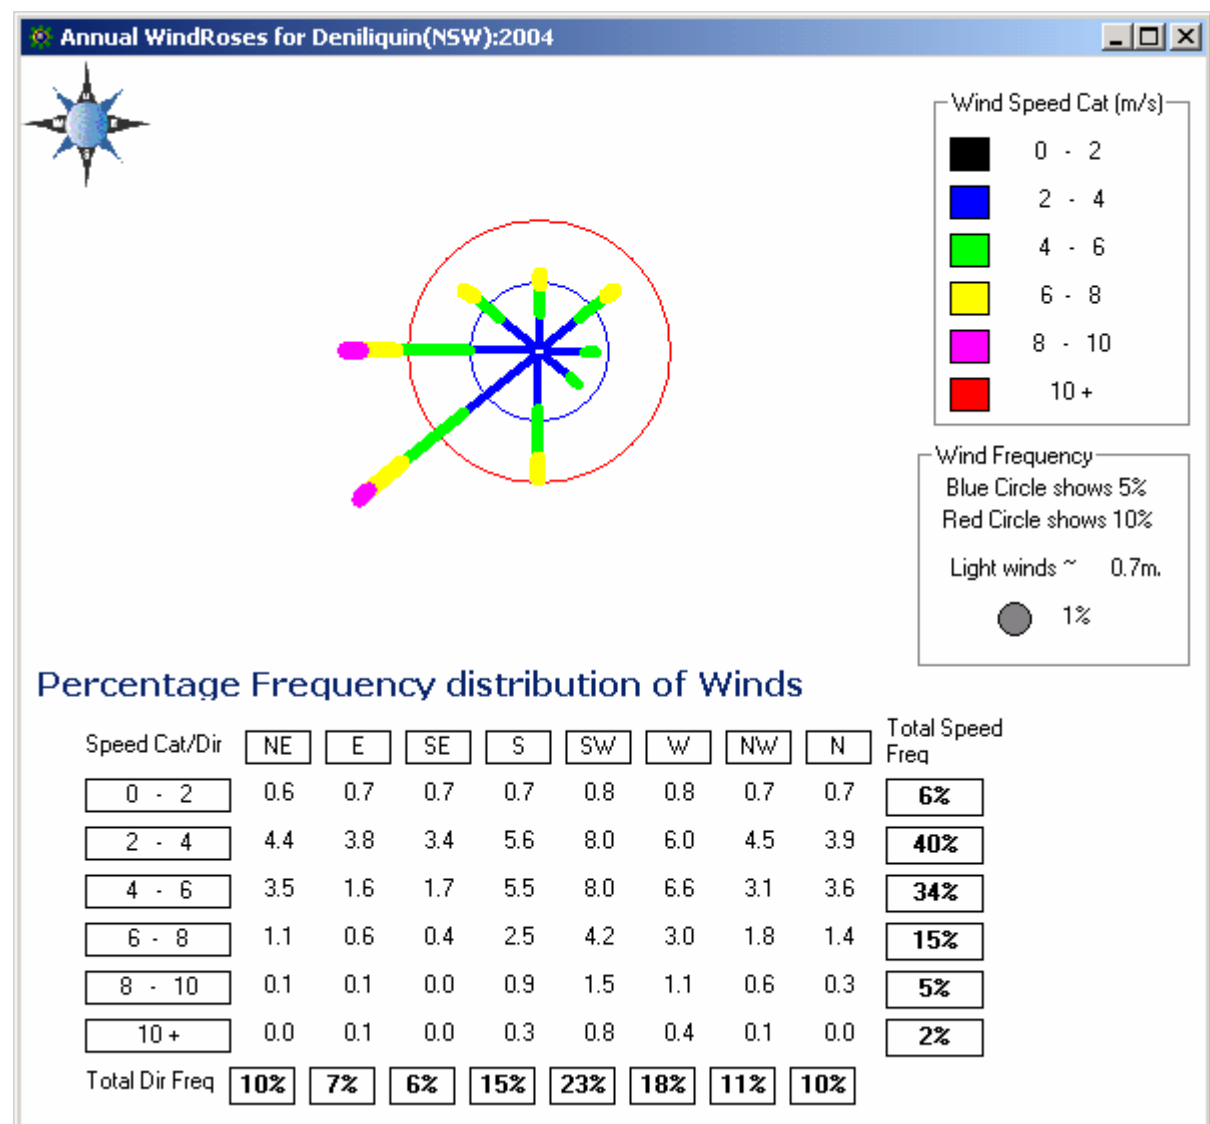 Annual WindRoses for Deniliquin(NSW):2004
Wind Speed Cat (m/s)
0 - 2
2 - 4
4 - 6
6 - 8
8 - 10
10 +
Wind Frequency
Blue Circle shows 5%
Red Circle shows 10%
Light winds ~ 0.7m.
1%
Percentage Frequency distribution of Winds
Speed Cat/Dir NE E SE S SW W NW N Total Speed Freq
0 - 2 0.6 0.7 0.7 0.7 0.8 0.8 0.7 0.7 6%
2 - 4 4.4 3.8 3.4 5.6 8.0 6.0 4.5 3.9 40%
4 - 6 3.5 1.6 1.7 5.5 8.0 6.6 3.1 3.6 34%
6 - 8 1.1 0.6 0.4 2.5 4.2 3.0 1.8 1.4 15%
8 - 10 0.1 0.1 0.0 0.9 1.5 1.1 0.6 0.3 5%
10 + 0.0 0.1 0.0 0.3 0.8 0.4 0.1 0.0 2%
Total Dir Freq 10% 7% 6% 15% 23% 18% 11% 10%